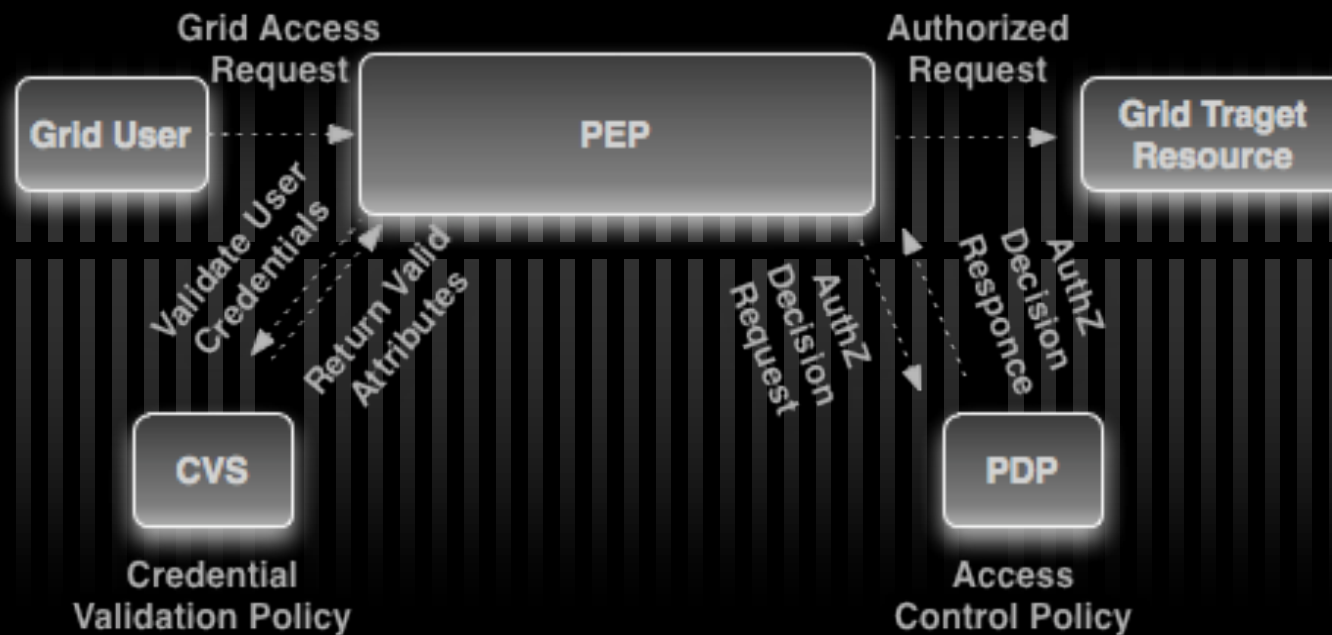 Grid Access
Request
Authorized
Request
Grid User
PEP
Grid Traget
Resource
Validate User
Credentials
Return Valid
Attributes
AuthZ
Decision
Request
AuthZ
Decision
Responce
CVS
PDP
Credential
Validation Policy
Access
Control Policy